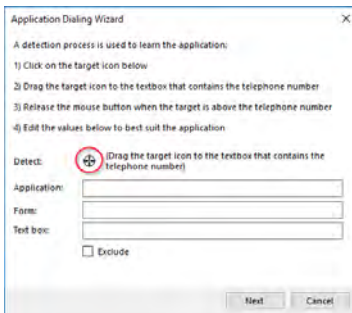 Application Dialing Wizard
A detection process is used to learn the application:
1) Click on the target icon below
2) Drag the target icon to the textbox that contains the telephone number
3) Release the mouse button when the target is above the telephone number
4) Edit the values below to best suit the application
Detect: (Drag the target icon to the textbox that contains the
telephone number)
Application:
Form:
Text box:
Exclude
Next Cancel